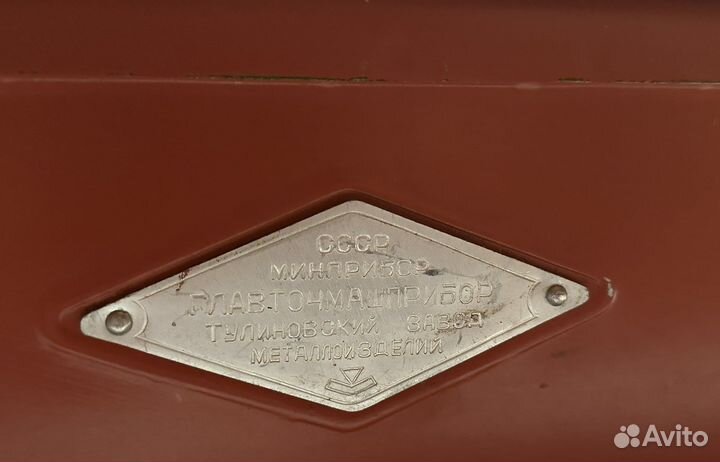 СССР
МИНПРИБОР
ГЛАВТОЧМАШПРИБОР
ТУЛИНОВСКИЙ ЗАВОД
МЕТАЛЛОИЗДЕЛИЙ
Avito